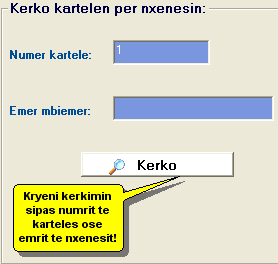 Kerko kartelen per nxenesin:
Numer kartele:
1
Emer mbiemer:
Kerko
Kryeni kerkimin
sipas numrit te
karteles ose
emrit te nxenesit!